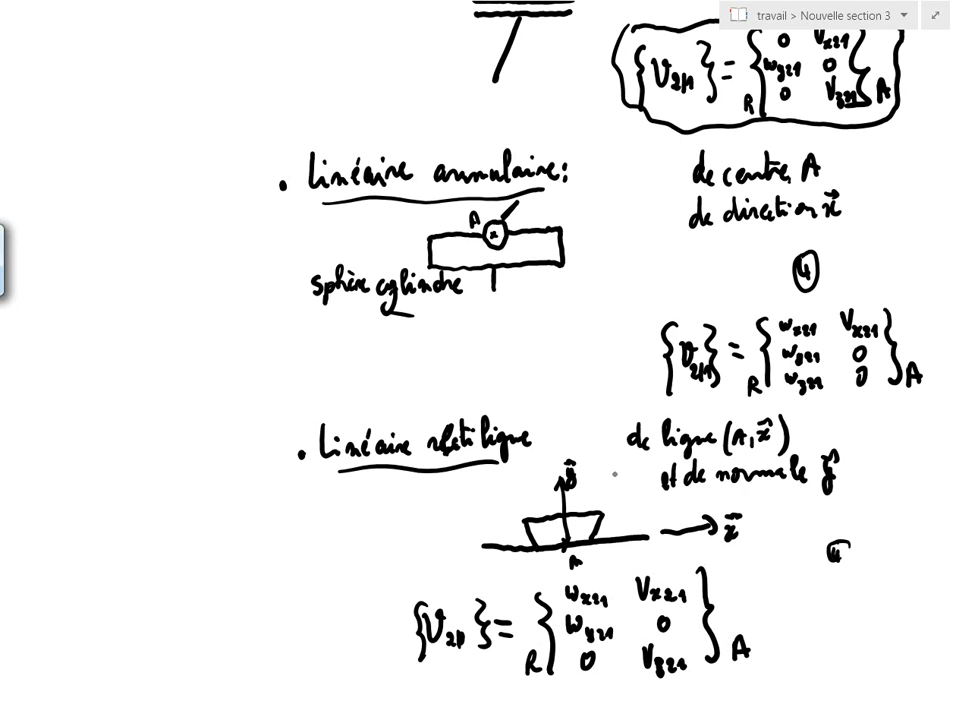 travail > Nouvelle section 3
{V2/1} = R { 0 Vx21
ωy21 0
0 Vz21 } A
. Linéaire annulaire :
de centre A
de direction x⃗
A
x
sphère cylindre
4
{V2/1} = R { ωx21 Vx21
ωy21 0
ωz21 0 } A
. Linéaire rectiligne
de ligne (A, x⃗)
et de normale y⃗
y⃗
x⃗
A
4
{V2/1} = R { ωx21 Vx21
ωy21 0
0 Vz21 } A